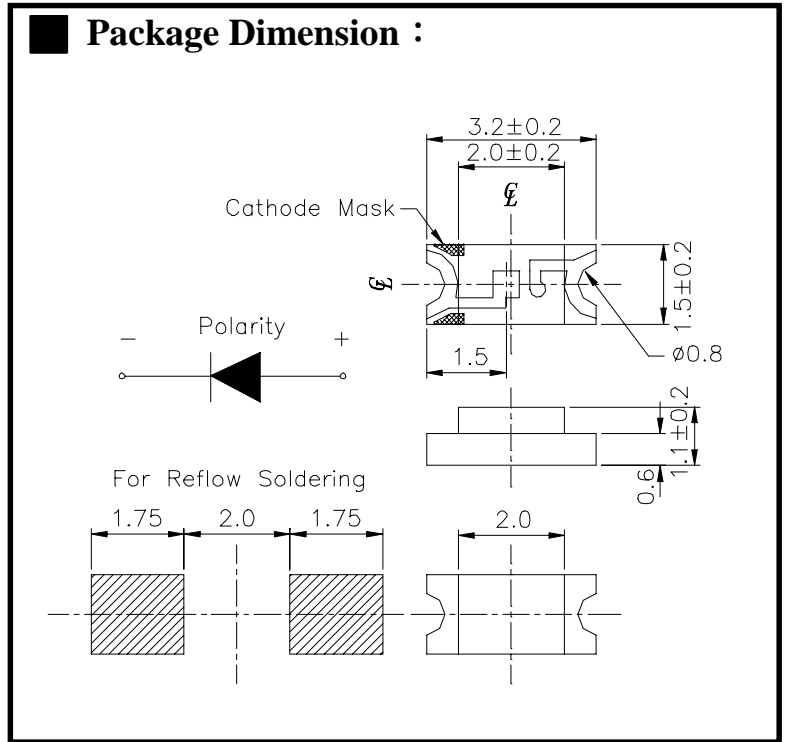 Package Dimension：
3.2±0.2
2.0±0.2
℄
Cathode Mask
℄
1.5±0.2
Polarity
- +
1.5
ø0.8
1.1±0.2
0.6
For Reflow Soldering
1.75 2.0 1.75
2.0